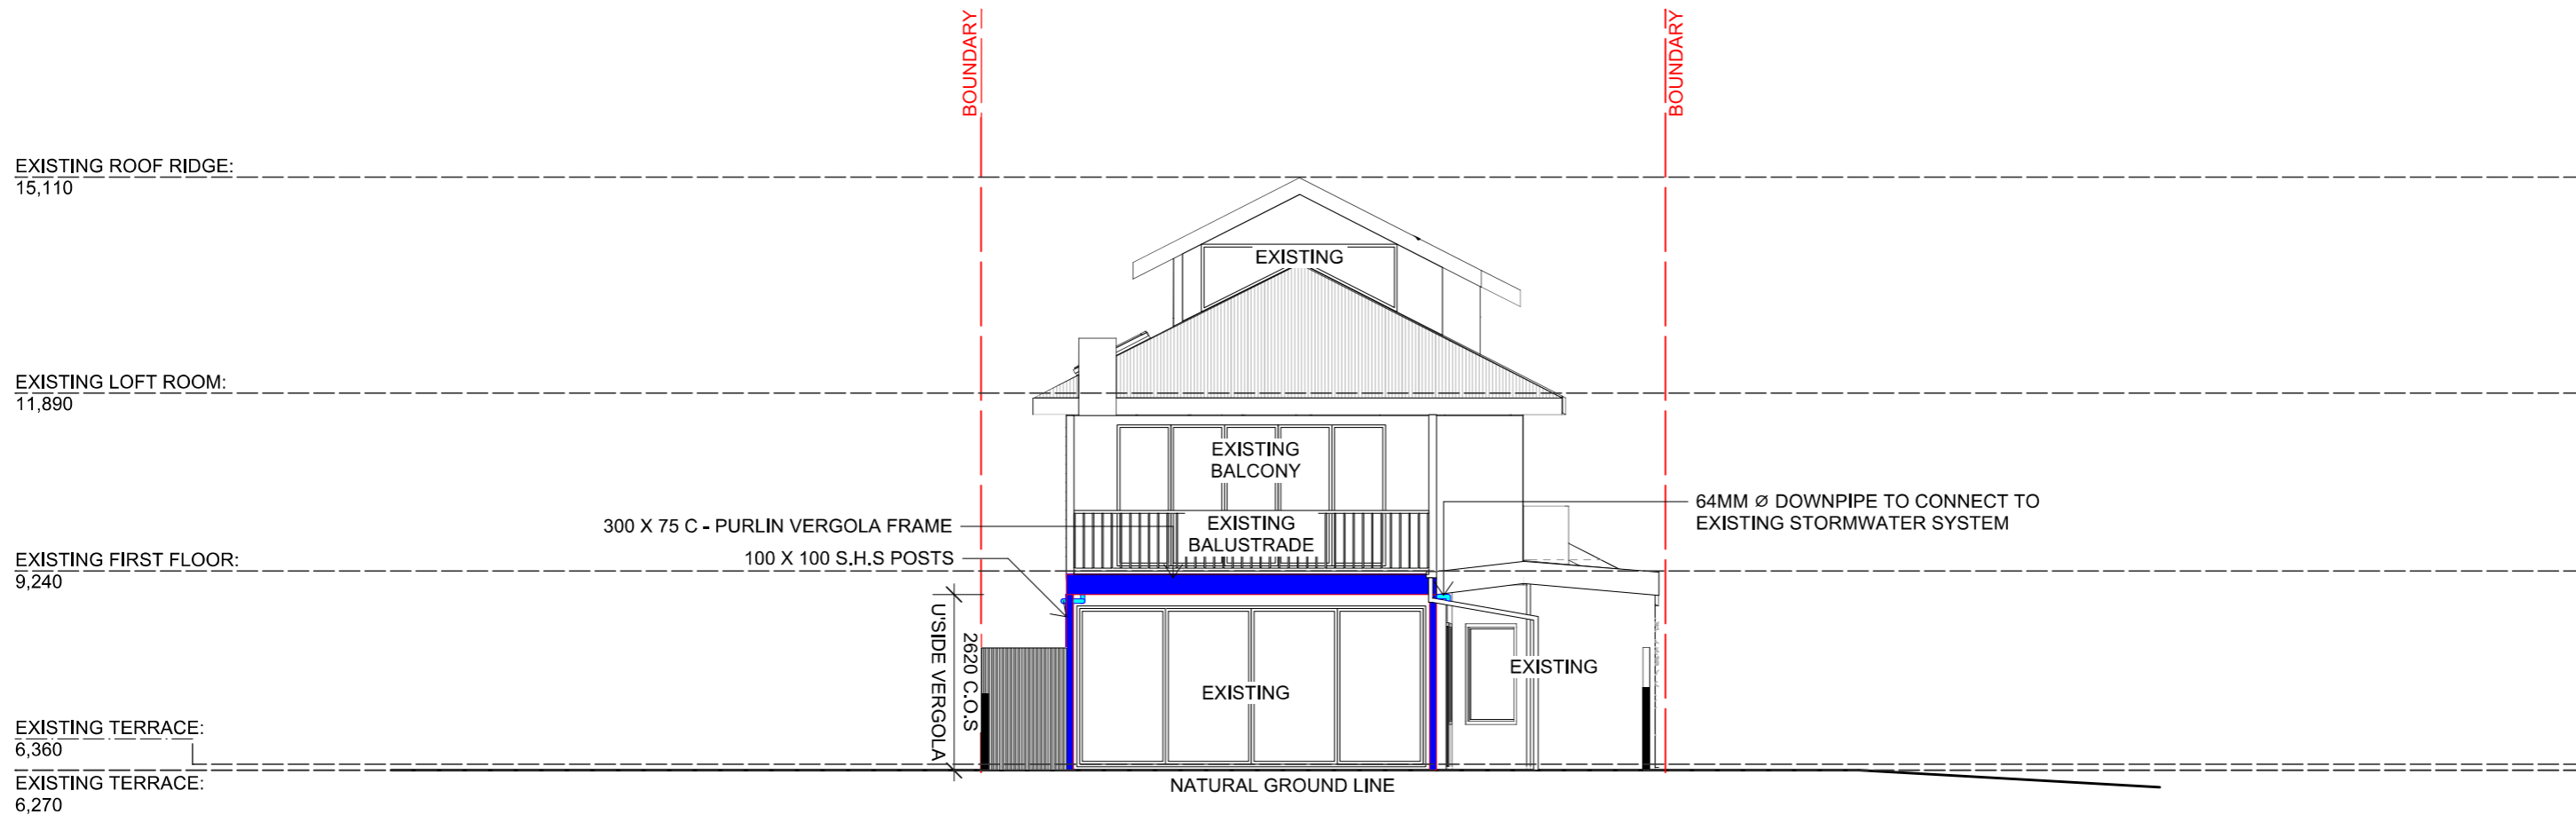 BOUNDARY
BOUNDARY
EXISTING ROOF RIDGE:
15,110
EXISTING
EXISTING LOFT ROOM:
11,890
EXISTING
BALCONY
64MM Ø DOWNPIPE TO CONNECT TO
EXISTING STORMWATER SYSTEM
300 X 75 C - PURLIN VERGOLA FRAME
EXISTING
BALUSTRADE
100 X 100 S.H.S POSTS
EXISTING FIRST FLOOR:
9,240
2620 C.O.S
U'SIDE VERGOLA
EXISTING
EXISTING
EXISTING TERRACE:
6,360
EXISTING TERRACE:
6,270
NATURAL GROUND LINE